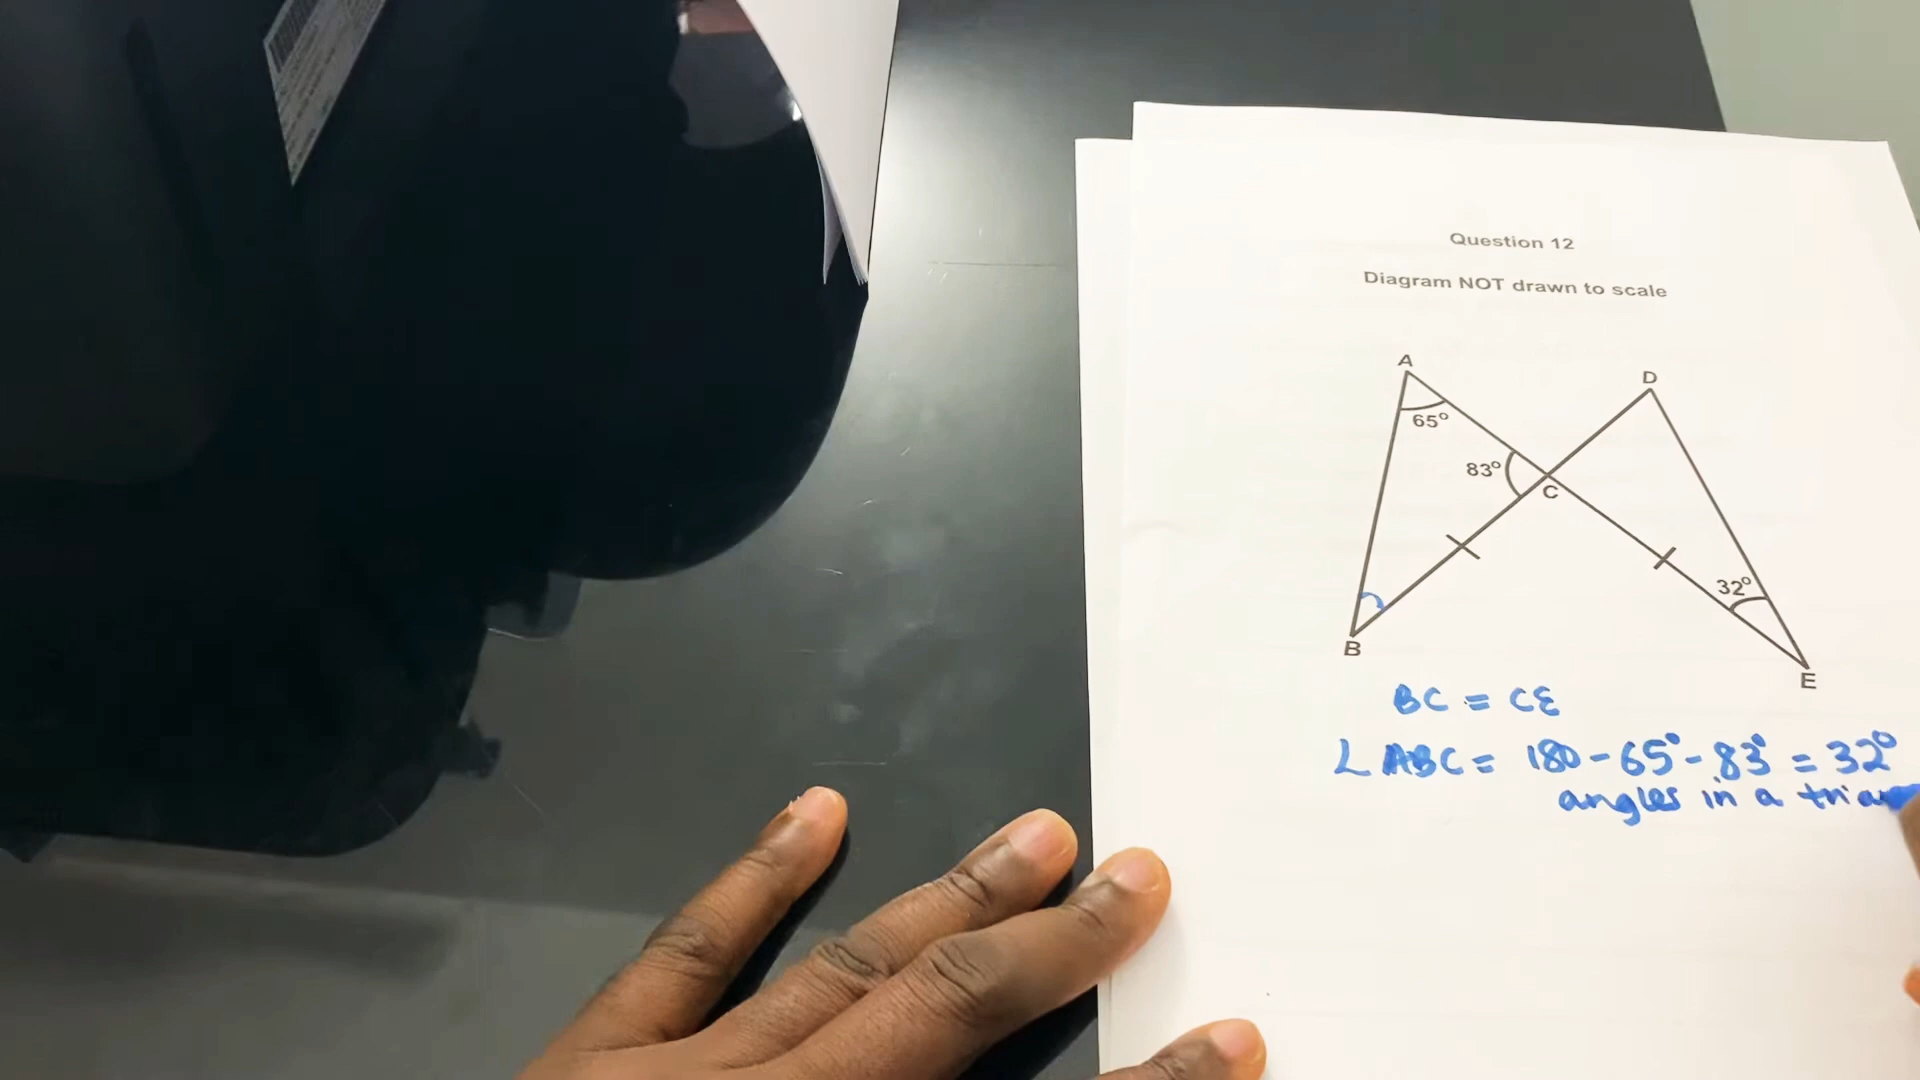 Question 12
Diagram NOT drawn to scale
A
D
65°
83°
C
32°
B
E
BC = CE
∠ ABC = 180 - 65° - 83° = 32°
angles in a